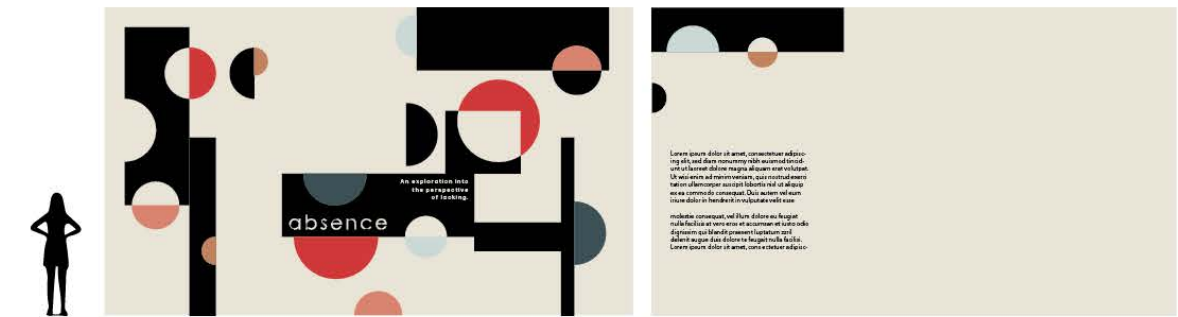 An exploration into
the perspective
of looking.
absence
Lorem ipsum dolor sit amet, consectetuer adipisc-
ing elit, sed diam nonummy nibh euismod tincid-
unt ut laoreet dolore magna aliquam erat volutpat.
Ut wisi enim ad minim veniam, quis nostrud exerci
tation ullamcorper suscipit lobortis nisl ut aliquip
ex ea commodo consequat. Duis autem vel eum
iriure dolor in hendrerit in vulputate velit esse
molestie consequat, vel illum dolore eu feugiat
nulla facilisis at vero eros et accumsan et iusto odio
dignissim qui blandit praesent luptatum zzril
delenit augue duis dolore te feugait nulla facilisi.
Lorem ipsum dolor sit amet, cons ectetuer adipisc-